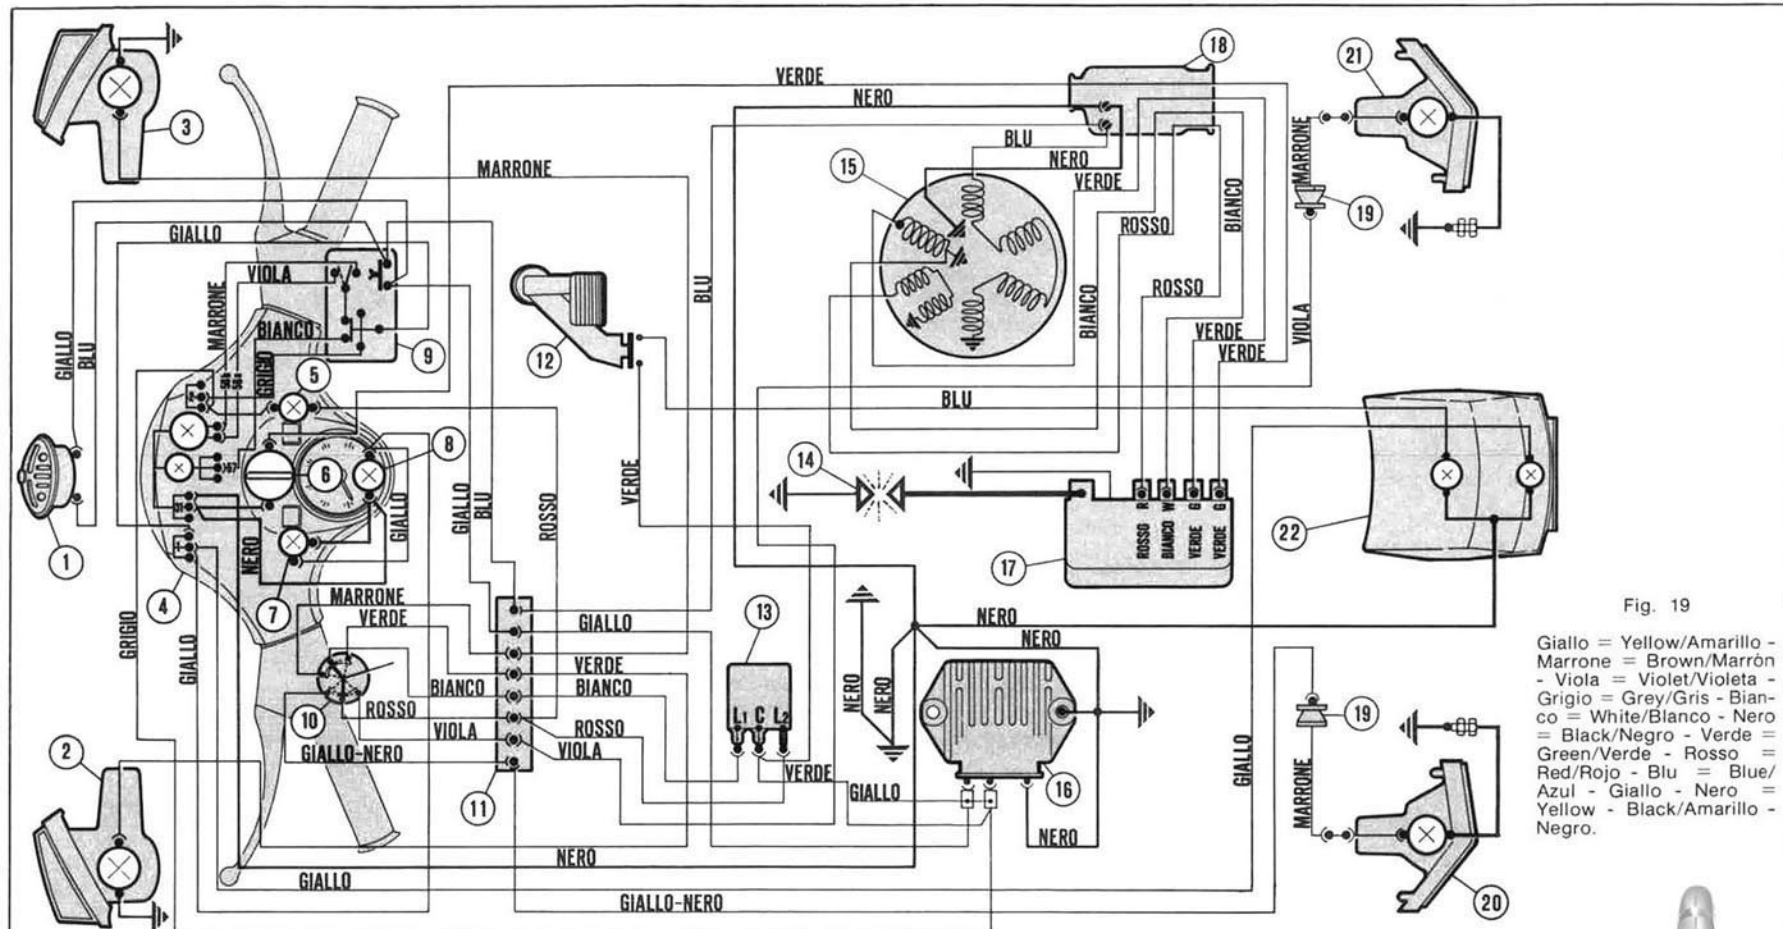 VERDE
NERO
MARRONE
GIALLO
VIOLA
MARRONE
BIANCO
GRIGIO
GIALLO
BLU
NERO
GIALLO
GRIGIO
GIALLO
1
2
3
4
5
6
7
8
9
10
11
12
13
14
15
16
17
18
19
19
20
21
22
BLU
NERO
VERDE
ROSSO
BIANCO
BLU
BIANCO
ROSSO
VERDE
VERDE
VIOLA
MARRONE
BLU
VERDE
GIALLO
BLU
ROSSO
ROSSO R
BIANCO W
VERDE G
VERDE G
MARRONE
VERDE
BIANCO
ROSSO
VIOLA
GIALLO-NERO
GIALLO
VERDE
BIANCO
ROSSO
VIOLA
L1 C L2
VERDE
GIALLO
NERO
NERO
NERO
NERO
NERO
GIALLO
MARRONE
NERO
GIALLO
GIALLO-NERO
Fig. 19
Giallo = Yellow/Amarillo -
Marrone = Brown/Marrón
- Viola = Violet/Violeta -
Grigio = Grey/Gris - Bian-
co = White/Blanco - Nero
= Black/Negro - Verde =
Green/Verde - Rosso =
Red/Rojo - Blu = Blue/
Azul - Giallo - Nero =
Yellow - Black/Amarillo -
Negro.